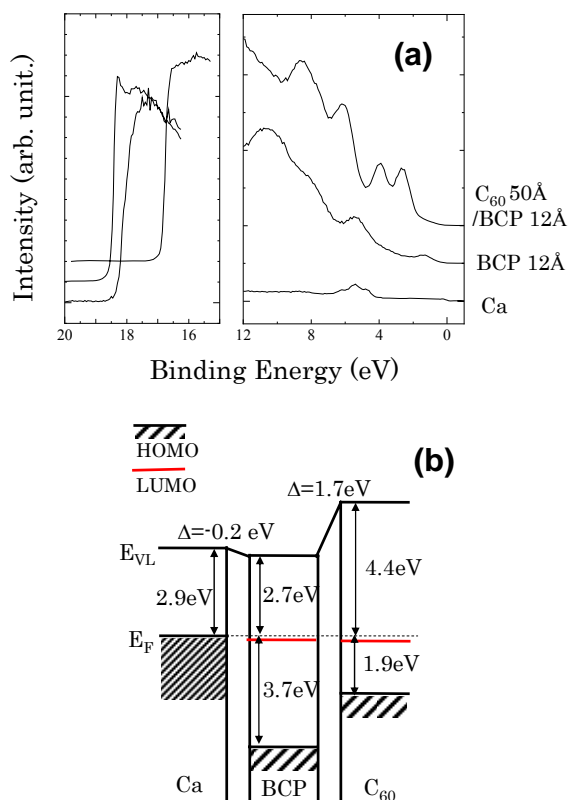 (a)
Intensity (arb. unit.)
C₆₀ 50Å
/BCP 12Å
BCP 12Å
Ca
20 18 16 12 8 4 0
Binding Energy (eV)
(b)
HOMO
LUMO
Δ=1.7eV
Δ=-0.2 eV
E_VL
4.4eV
2.9eV
2.7eV
E_F
1.9eV
3.7eV
Ca BCP C₆₀